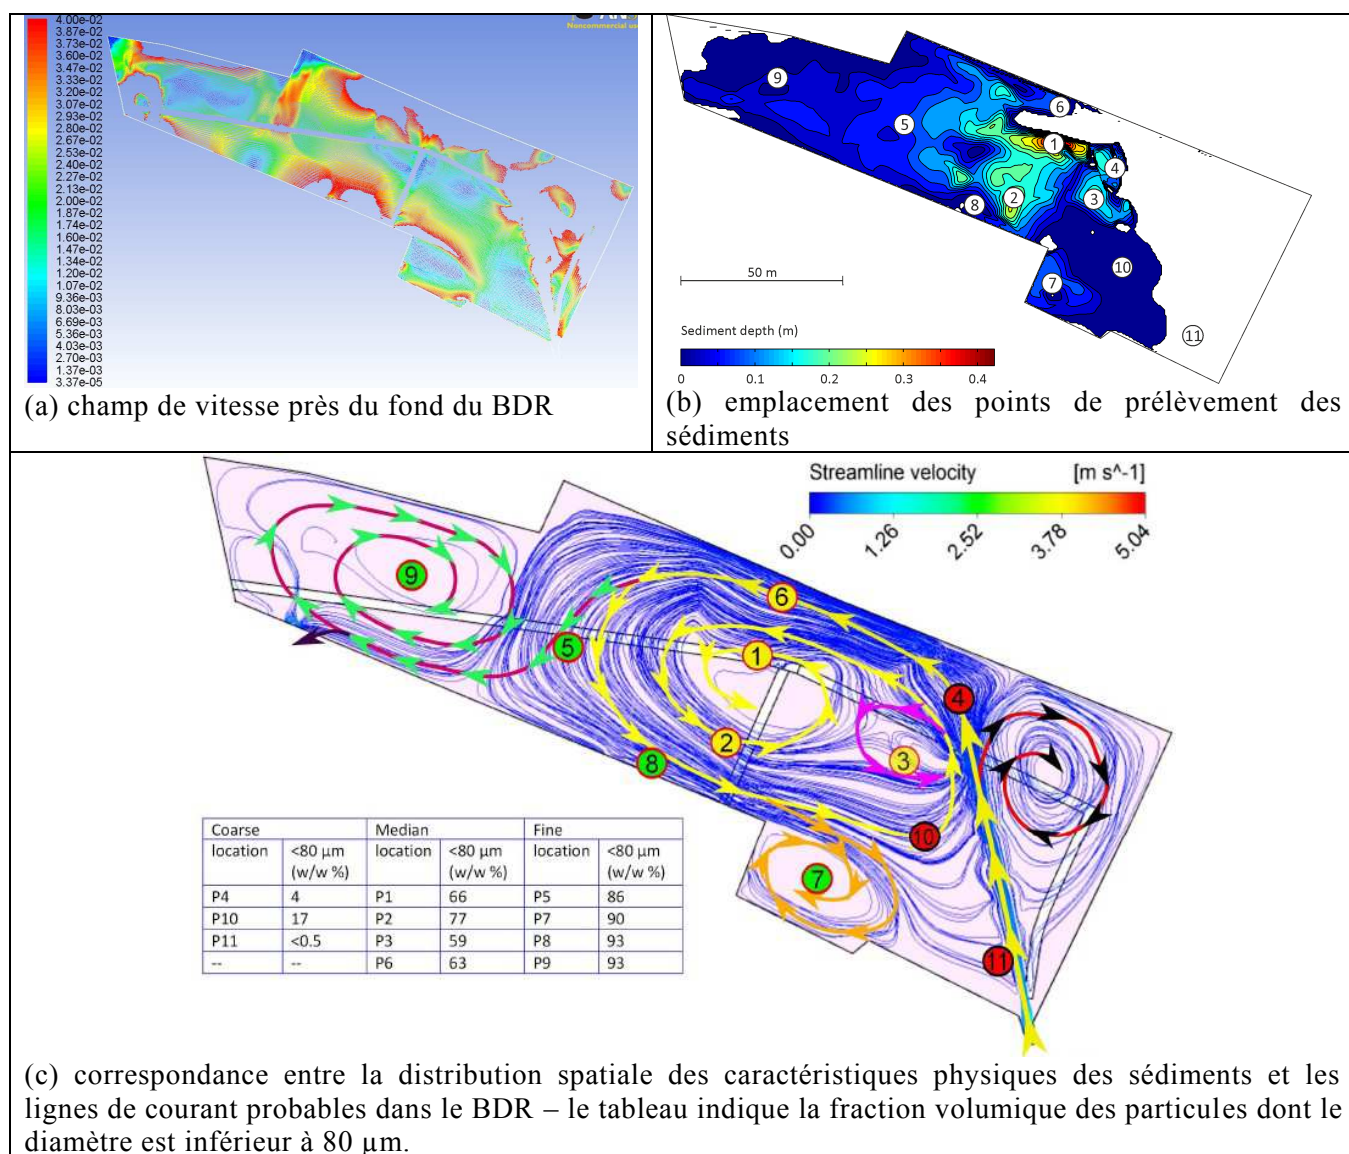 AN
Noncommercial us
4.00e-02
3.87e-02
3.73e-02
3.60e-02
3.47e-02
3.33e-02
3.20e-02
3.07e-02
2.93e-02
2.80e-02
2.67e-02
2.53e-02
2.40e-02
2.27e-02
2.13e-02
2.00e-02
1.87e-02
1.74e-02
1.60e-02
1.47e-02
1.34e-02
1.20e-02
1.07e-02
9.36e-03
8.03e-03
6.69e-03
5.36e-03
4.03e-03
2.70e-03
1.37e-03
3.37e-05
(a) champ de vitesse près du fond du BDR
9
6
5
1
4
2
3
8
10
7
11
50 m
Sediment depth (m)
0 0.1 0.2 0.3 0.4
(b) emplacement des points de prélèvement des
sédiments
Streamline velocity [m s^-1]
0.00 1.26 2.52 3.78 5.04
9
6
5
1
4
2
8
3
10
7
11
Coarse Median Fine
location <80 µm (w/w %) location <80 µm (w/w %) location <80 µm (w/w %)
P4 4 P1 66 P5 86
P10 17 P2 77 P7 90
P11 <0.5 P3 59 P8 93
-- -- P6 63 P9 93
(c) correspondance entre la distribution spatiale des caractéristiques physiques des sédiments et les
lignes de courant probables dans le BDR – le tableau indique la fraction volumique des particules dont le
diamètre est inférieur à 80 µm.